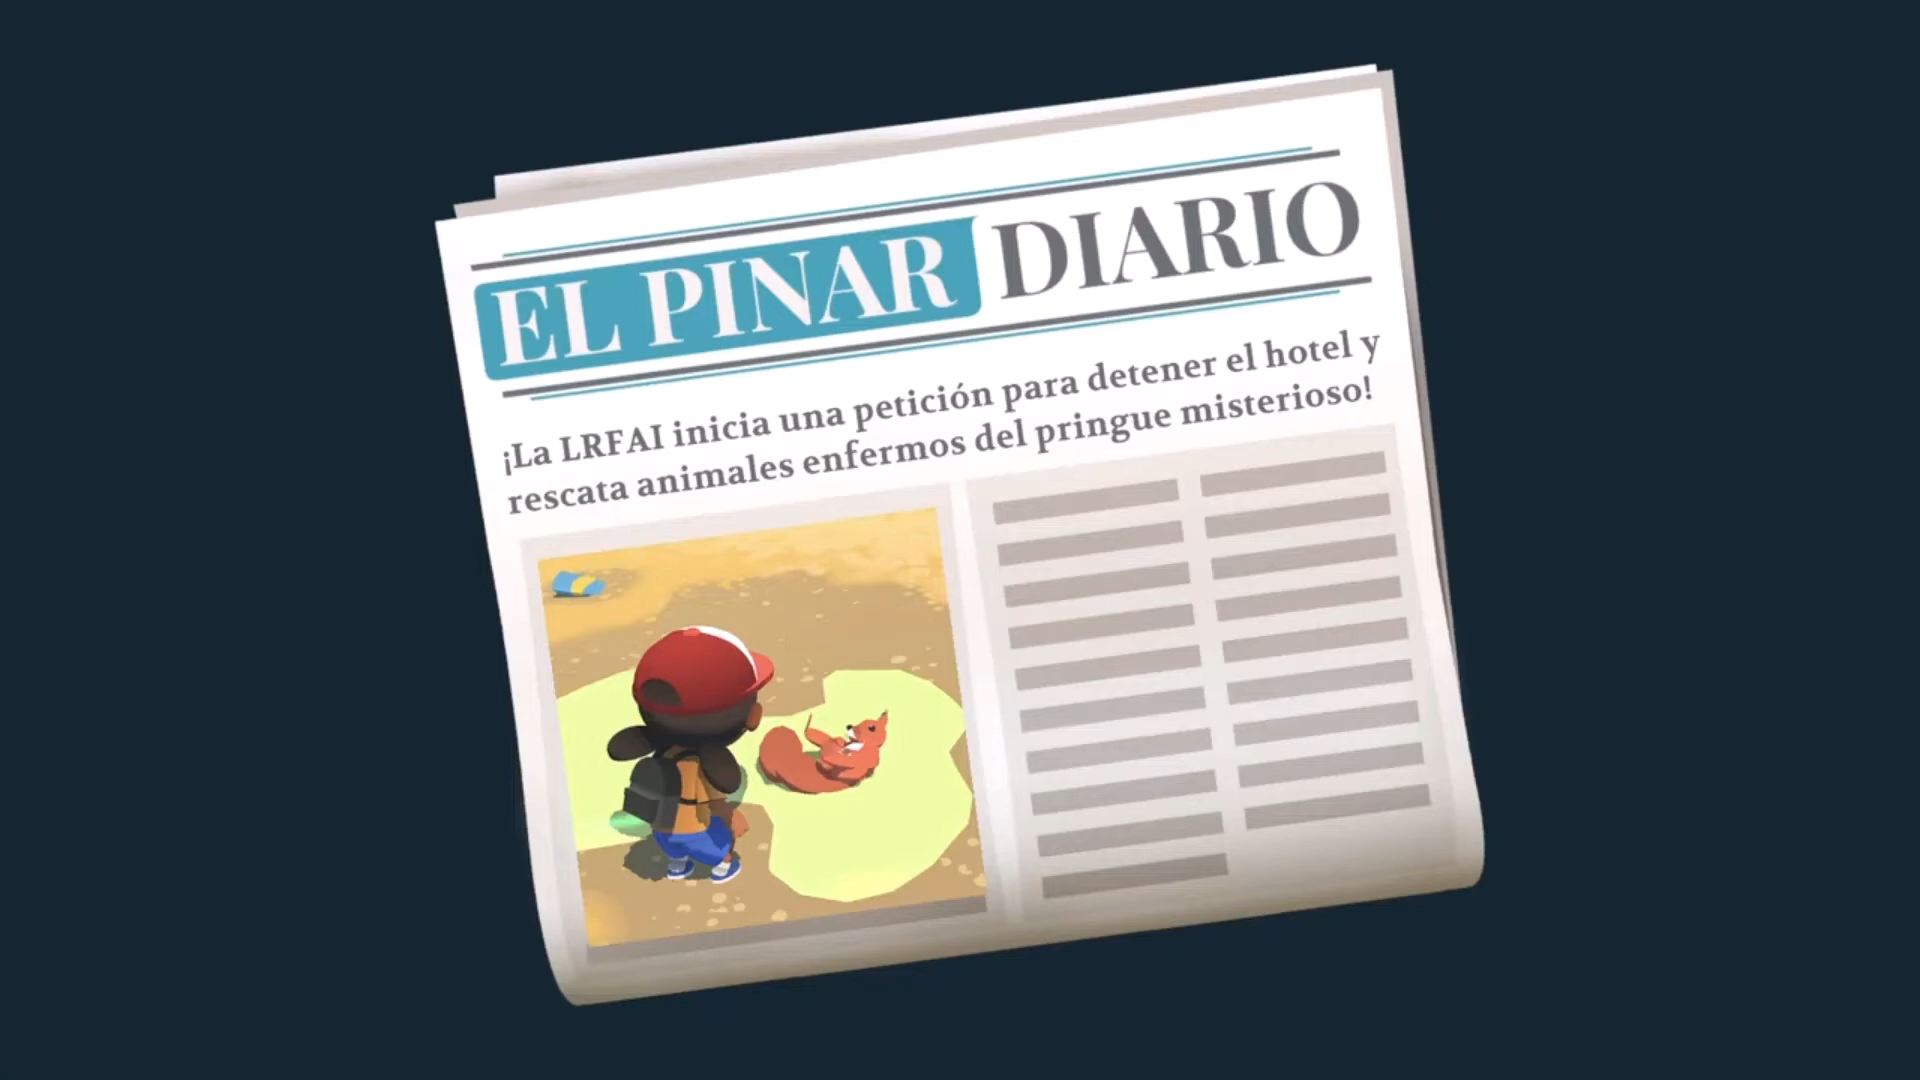 EL PINAR DIARIO
¡La LRFAI inicia una petición para detener el hotel y
rescata animales enfermos del pringue misterioso!